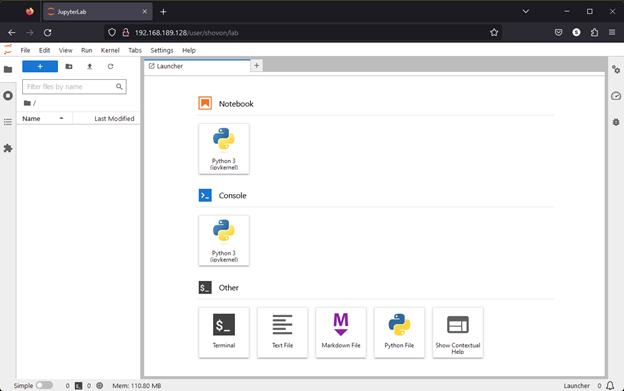 JupyterLab
192.168.189.128/user/shovon/lab
File Edit View Run Kernel Tabs Settings Help
Launcher
Filter files by name
/
Name Last Modified
Notebook
Python 3
(ipykernel)
Console
Python 3
(ipykernel)
Other
$_
Terminal
Text File
M
Markdown File
Python File
Show Contextual
Help
Simple 0 0 Mem: 110.80 MB Launcher 0